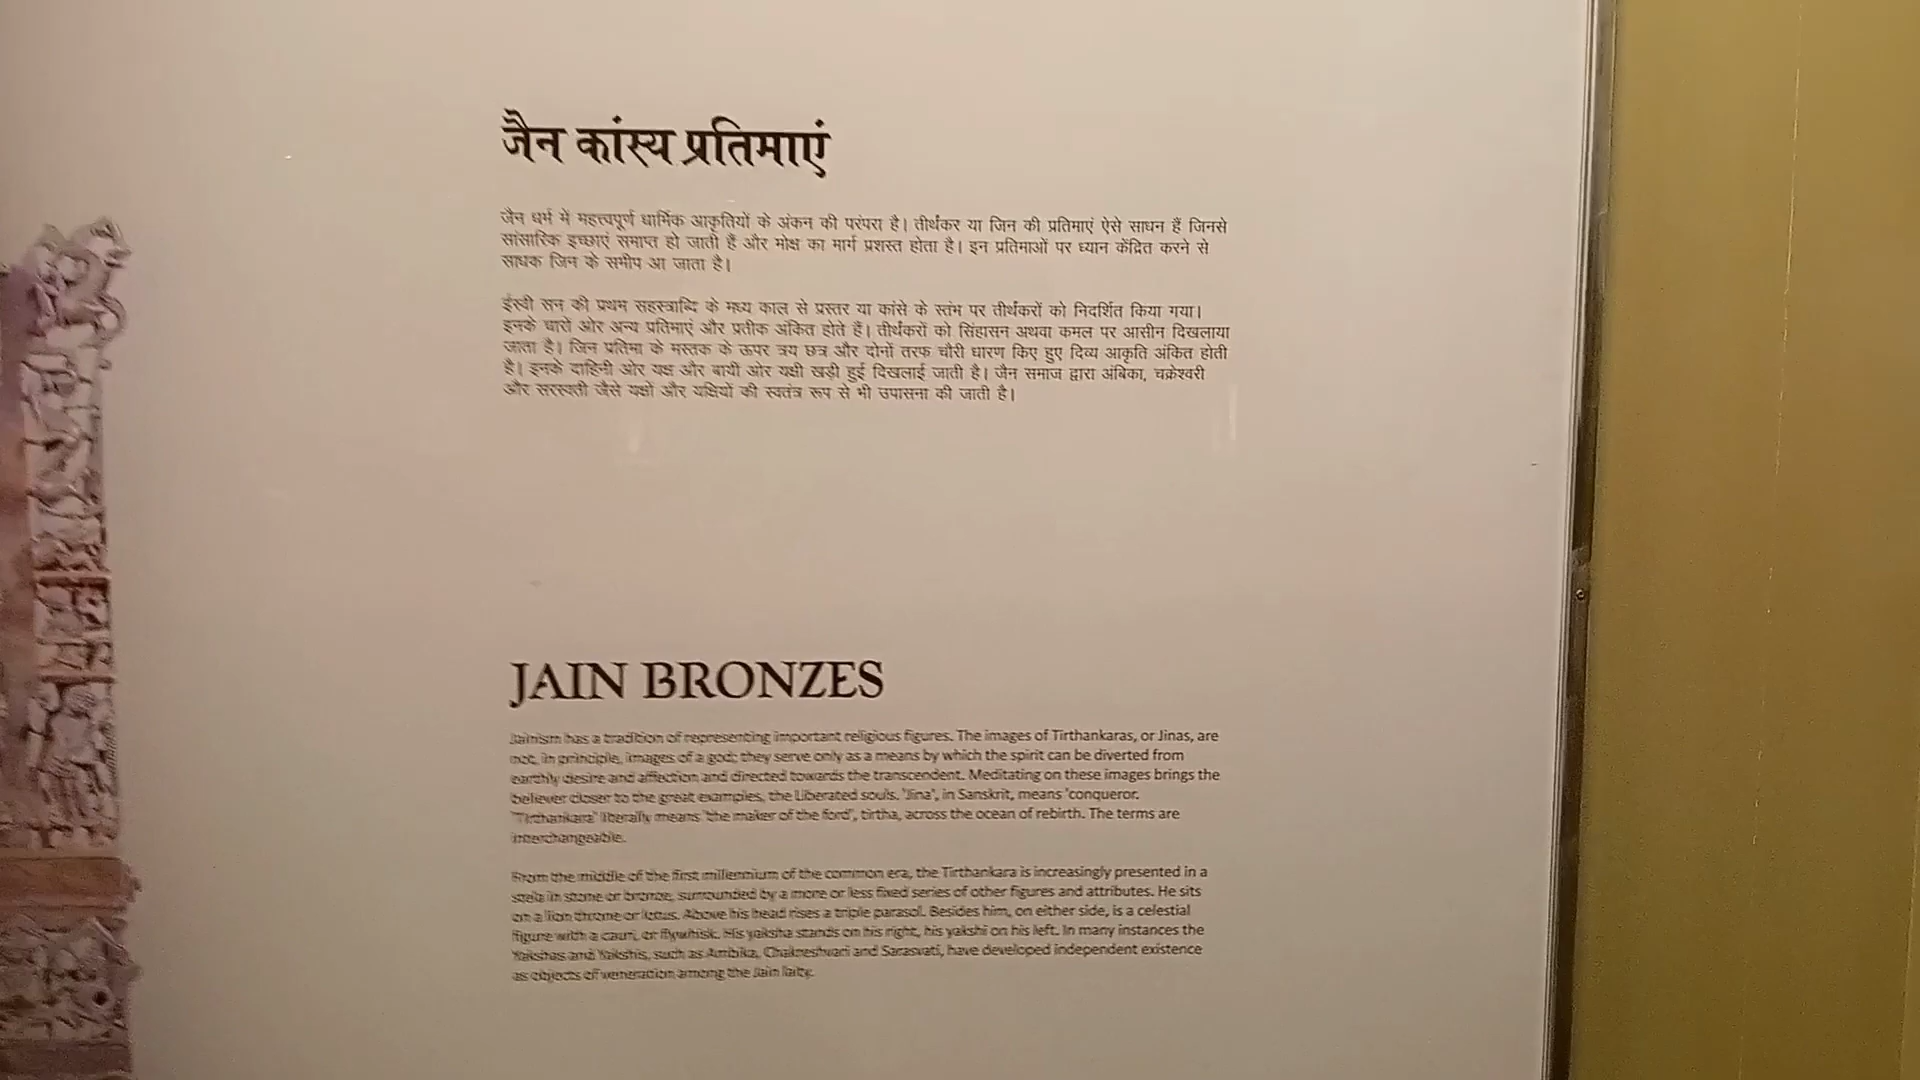 जैन कांस्य प्रतिमाएं
जैन धर्म में महत्त्वपूर्ण धार्मिक आकृतियों के अंकन की परंपरा है। तीर्थंकर या जिन की प्रतिमाएं ऐसे साधन हैं जिनसे
सांसारिक इच्छाएं समाप्त हो जाती हैं और मोक्ष का मार्ग प्रशस्त होता है। इन प्रतिमाओं पर ध्यान केंद्रित करने से
साधक जिन के समीप आ जाता है।
ईस्वी सन की प्रथम सहस्त्राब्दि के मध्य काल से प्रस्तर या कांसे के स्तंभ पर तीर्थंकरों को निदर्शित किया गया।
इनके चारों ओर अन्य प्रतिमाएं और प्रतीक अंकित होते हैं। तीर्थंकरों को सिंहासन अथवा कमल पर आसीन दिखलाया
जाता है। जिन प्रतिमा के मस्तक के ऊपर त्रय छत्र और दोनों तरफ चौरी धारण किए हुए दिव्य आकृति अंकित होती
है। इनके दाहिनी ओर यक्ष और बायी ओर यक्षी खड़ी हुई दिखलाई जाती है। जैन समाज द्वारा अंबिका, चक्रेश्वरी
और सरस्वती जैसे यक्षों और यक्षियों की स्वतंत्र रूप से भी उपासना की जाती है।
JAIN BRONZES
Jainism has a tradition of representing important religious figures. The images of Tirthankaras, or Jinas, are
not, in principle, images of a god; they serve only as a means by which the spirit can be diverted from
earthly desire and affection and directed towards the transcendent. Meditating on these images brings the
believer closer to the great examples, the Liberated souls. 'Jina', in Sanskrit, means 'conqueror.
'Tirthankara' literally means 'the maker of the ford', tirtha, across the ocean of rebirth. The terms are
interchangeable.
From the middle of the first millennium of the common era, the Tirthankara is increasingly presented in a
stela in stone or bronze, surrounded by a more or less fixed series of other figures and attributes. He sits
on a lion throne or lotus. Above his head rises a triple parasol. Besides him, on either side, is a celestial
figure with a cauri, or flywhisk. His yaksha stands on his right, his yakshi on his left. In many instances the
Yakshas and Yakshis, such as Ambika, Chakreshwari and Sarasvati, have developed independent existence
as objects of veneration among the Jain laity.